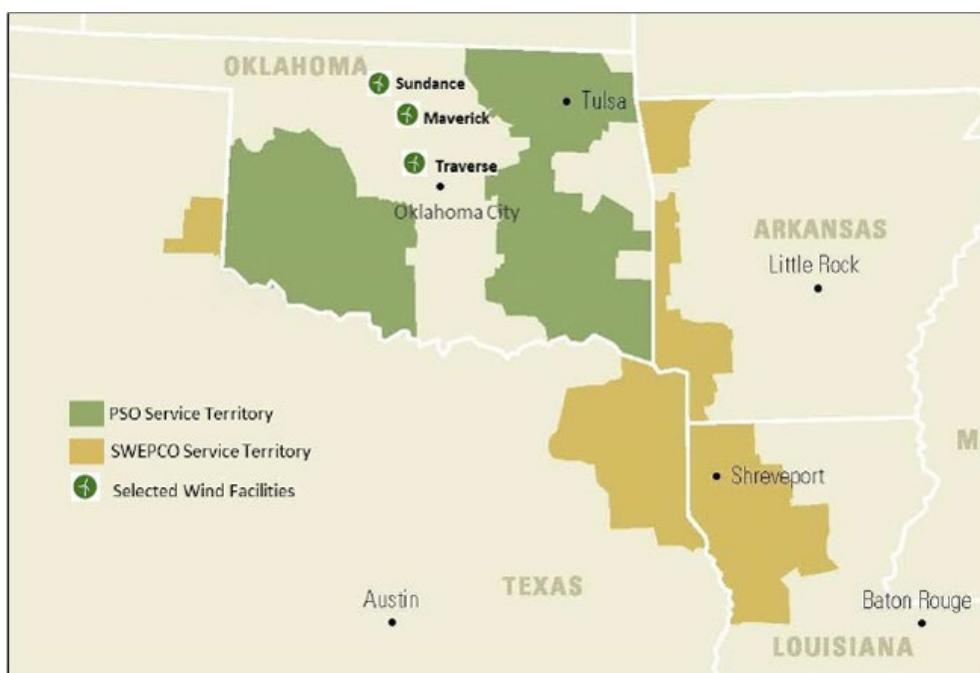 OKLAHOMA
Sundance
Maverick
Tulsa
Traverse
Oklahoma City
ARKANSAS
Little Rock
PSO Service Territory
SWEPCO Service Territory
Selected Wind Facilities
M
Shreveport
TEXAS
Austin
Baton Rouge
LOUISIANA